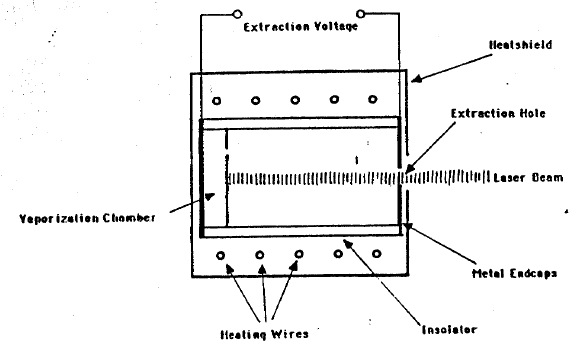 Extraction Voltage
Heatshield
Extraction Hole
Laser Beam
Vaporization Chamber
Metal Endcaps
Insolator
Heating Wires